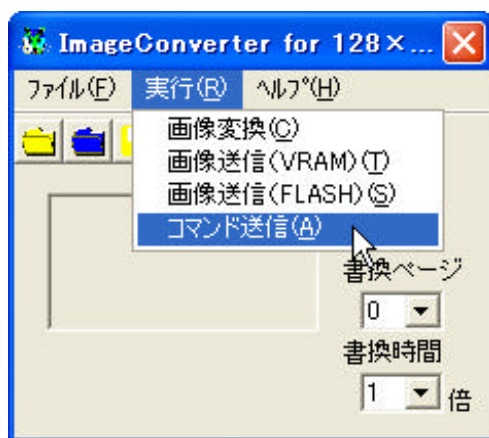 ImageConverter for 128×...
ファイル(F) 実行(R) ヘルプ(H)
画像変換(C)
画像送信(VRAM)(T)
画像送信(FLASH)(S)
コマンド送信(A)
書換ページ
0
書換時間
1 倍